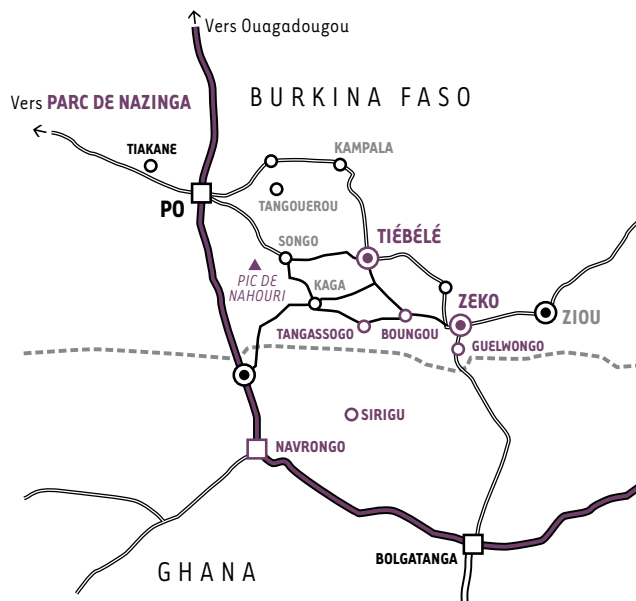 Vers Ouagadougou
BURKINA FASO
Vers PARC DE NAZINGA
TIAKANE
KAMPALA
TANGOUEROU
PO
TIÉBÉLÉ
SONGO
PIC DE
NAHOURI
KAGA
ZEKO
ZIOU
TANGASSOGO
BOUNGOU
GUELWONGO
SIRIGU
NAVRONGO
BOLGATANGA
GHANA